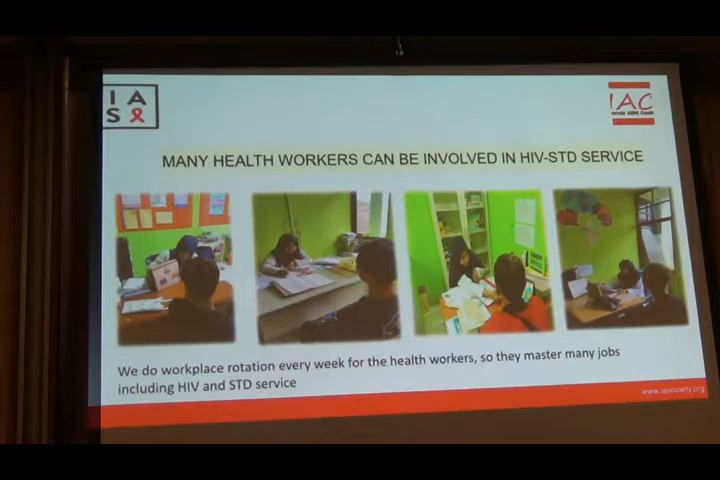 IA
S
IAC
MANY HEALTH WORKERS CAN BE INVOLVED IN HIV-STD SERVICE
We do workplace rotation every week for the health workers, so they master many jobs
including HIV and STD service
www.iasociety.org